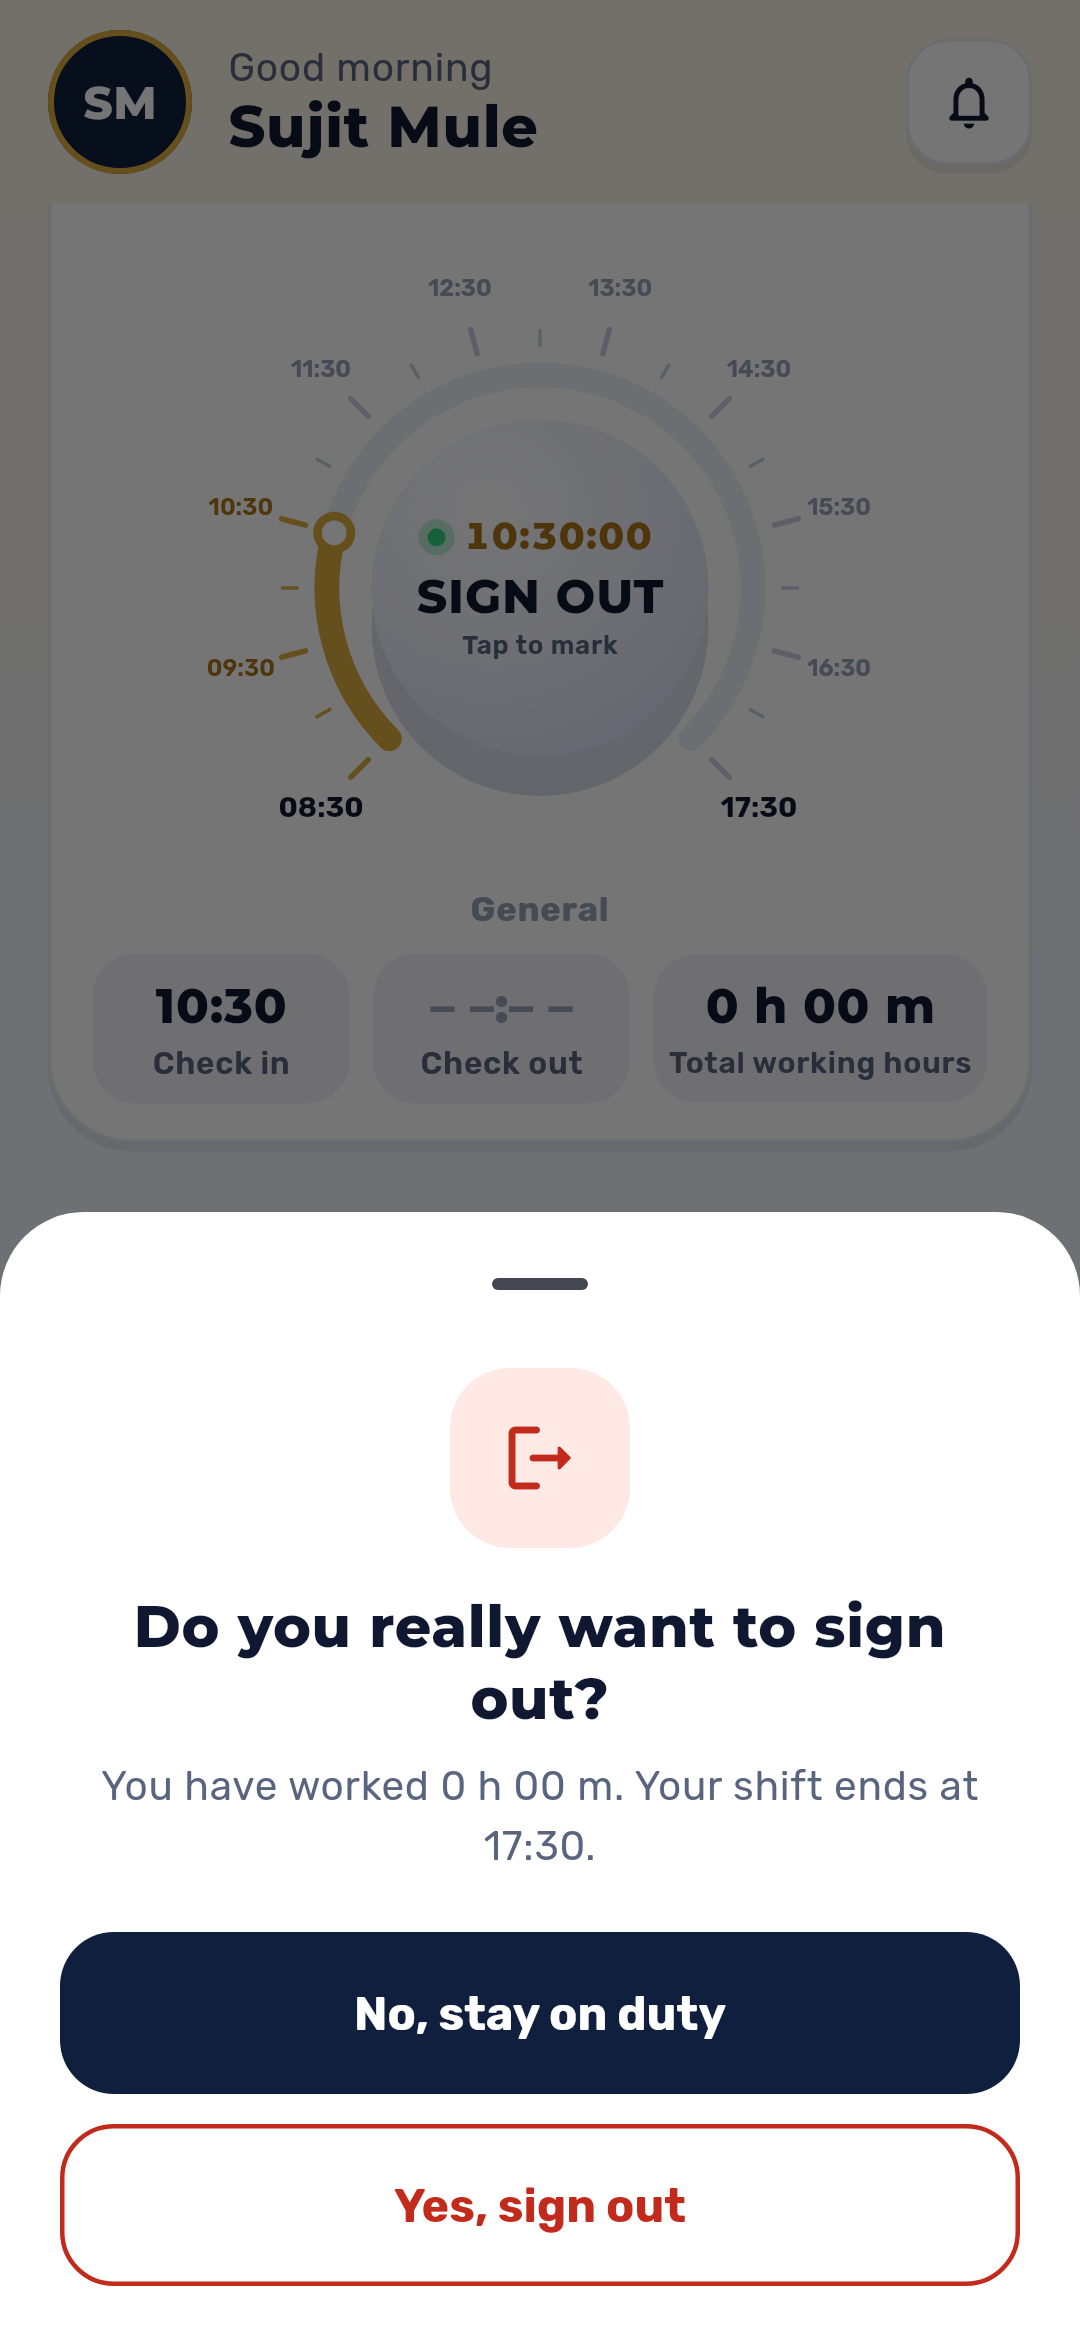 SM
Good morning
Sujit Mule
12:30
13:30
11:30
14:30
10:30
15:30
10:30:00
SIGN OUT
Tap to mark
09:30
16:30
08:30
17:30
General
10:30
– –:– –
0 h 00 m
Check in
Check out
Total working hours
Do you really want to sign
out?
You have worked 0 h 00 m. Your shift ends at
17:30.
No, stay on duty
Yes, sign out